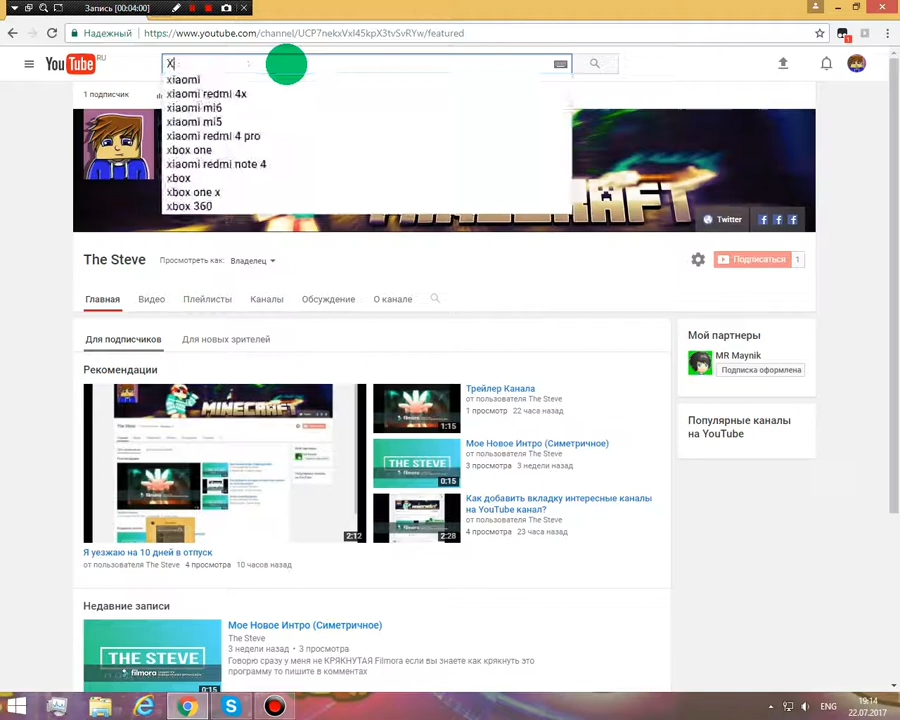 Запись [00:04:00]
Надежный
https://www.youtube.com/channel/UCP7nekxVxl45kpX3tvSvRYw/featured
YouTube RU
X
xiaomi
xiaomi redmi 4x
xiaomi mi6
xiaomi mi5
xiaomi redmi 4 pro
xbox one
xiaomi redmi note 4
xbox
xbox one x
xbox 360
1 подписчик
MINECRAFT
Twitter
The Steve
Просмотреть как: Владелец
Подписаться 1
Главная Видео Плейлисты Каналы Обсуждение О канале
Для подписчиков Для новых зрителей
Рекомендации
2:12
Я уезжаю на 10 дней в отпуск
от пользователя The Steve 4 просмотра 10 часов назад
1:15
Трейлер Канала
от пользователя The Steve
1 просмотр 22 часа назад
THE STEVE
0:15
Мое Новое Интро (Симетричное)
от пользователя The Steve
3 просмотра 3 недели назад
2:28
Как добавить вкладку интересные каналы
на YouTube канал?
от пользователя The Steve
4 просмотра 23 часа назад
Мой партнеры
MR Maynik
Подписка оформлена
Популярные каналы
на YouTube
Недавние записи
THE STEVE
filmora
0:15
Мое Новое Интро (Симетричное)
The Steve
3 недели назад • 3 просмотра
Говорю сразу у меня не КРЯКНУТАЯ Filmora если вы знаете как крякнуть это
программу то пишите в комментах
ENG
19:14
22.07.2017